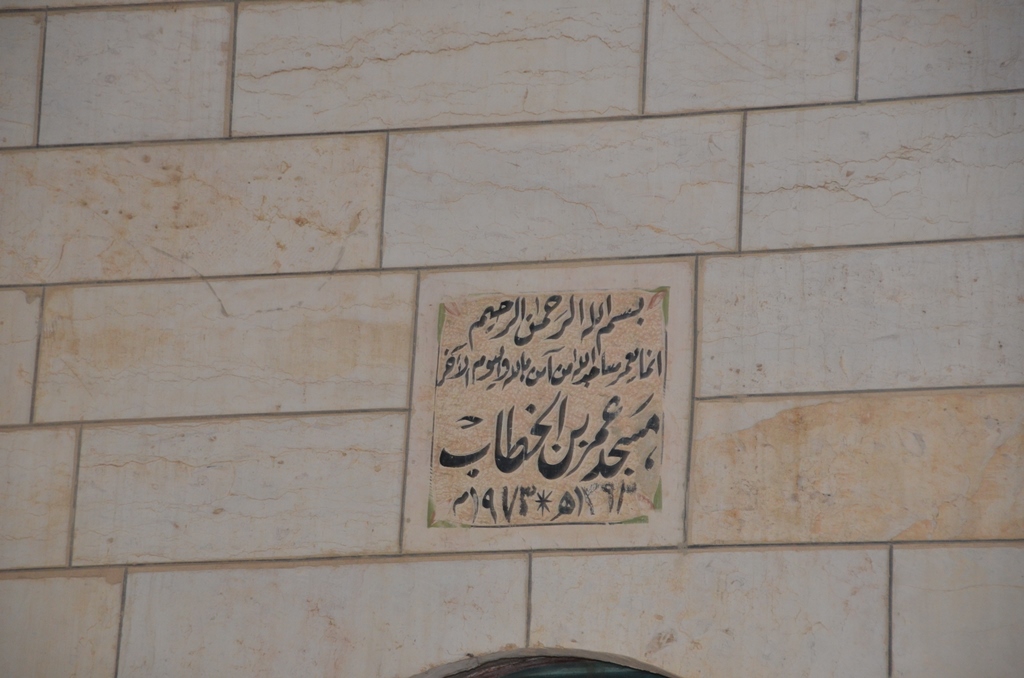 بسم الله الرحمن الرحيم
انما يعمر مساجد الله من آمن بالله واليوم الآخر
مسجد عمر بن الخطاب
١٣٩٣هـ * ١٩٧٣م